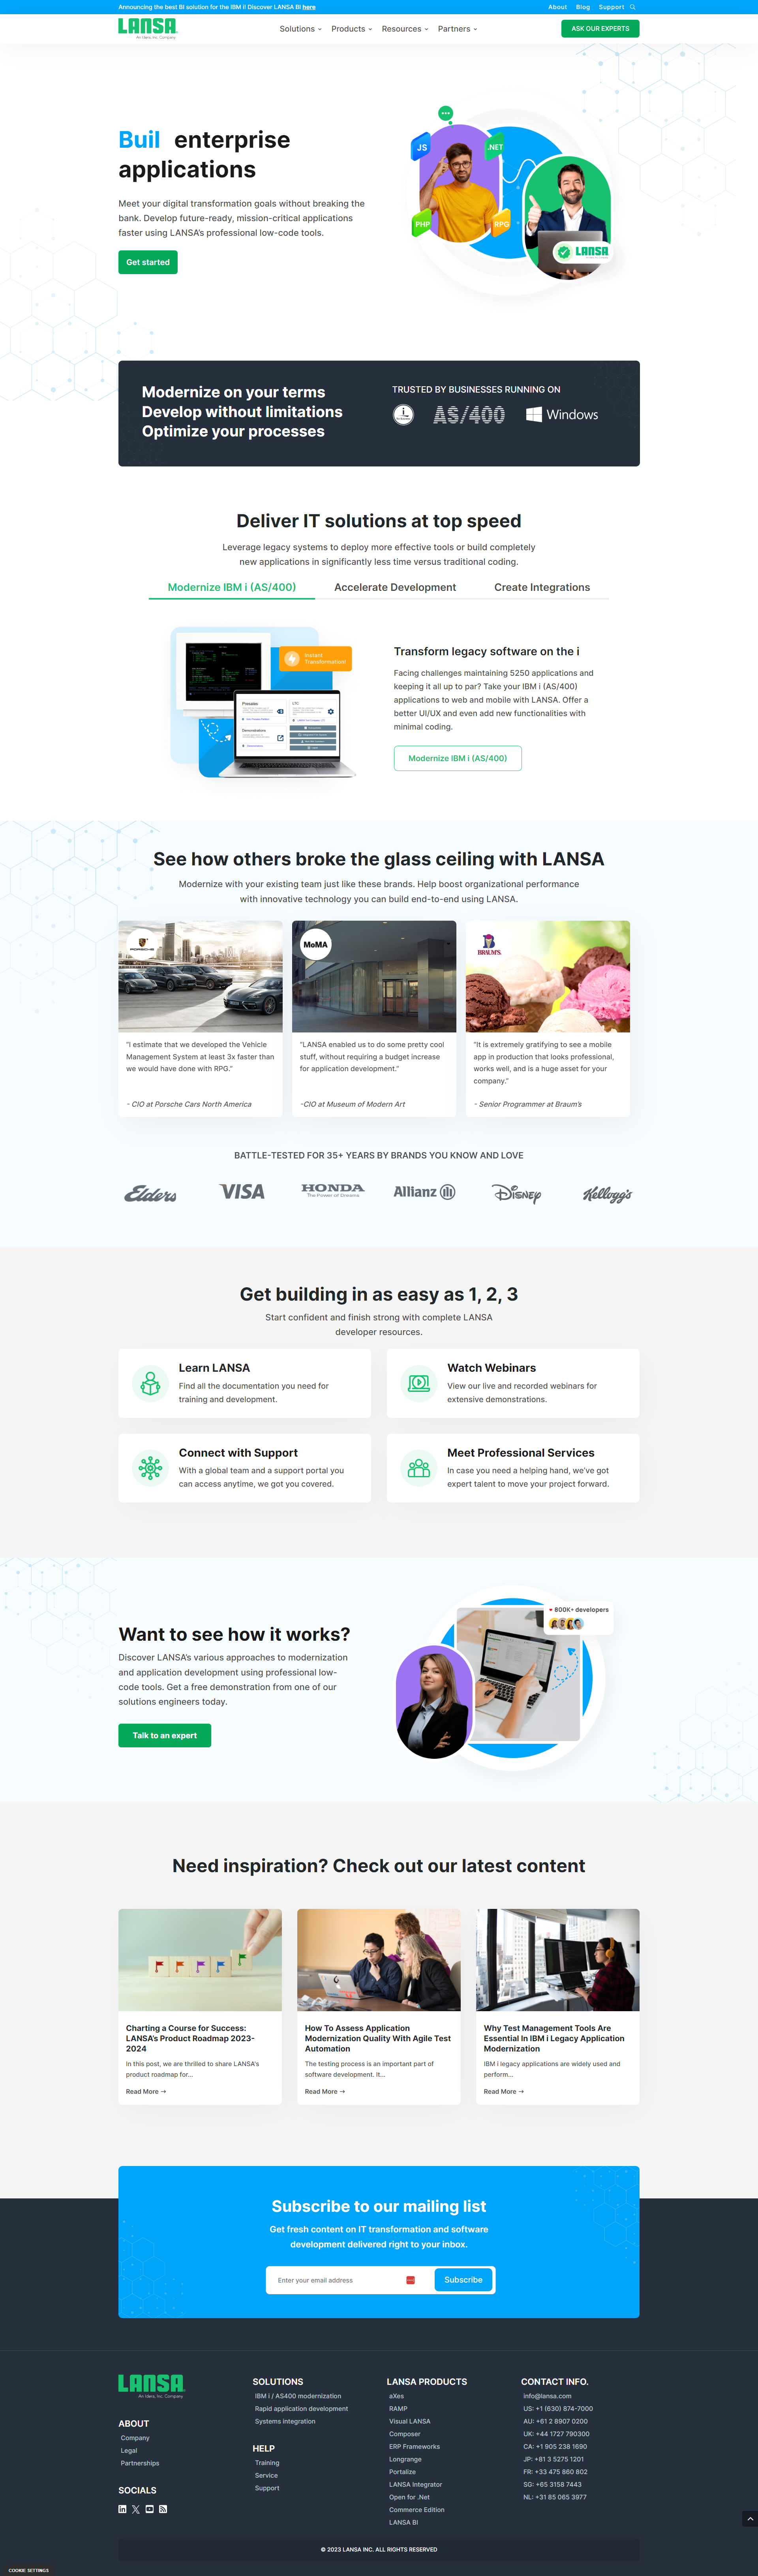 Announcing the best BI solution for the IBM i! Discover LANSA BI here
About Blog Support
LANSA
An Idera, Inc. Company
Solutions Products Resources Partners
ASK OUR EXPERTS
Buil enterprise
applications
Meet your digital transformation goals without breaking the
bank. Develop future-ready, mission-critical applications
faster using LANSA's professional low-code tools.
Get started
JS
.NET
PHP
RPG
LANSA
Modernize on your terms
Develop without limitations
Optimize your processes
TRUSTED BY BUSINESSES RUNNING ON
AS/400
Windows
Deliver IT solutions at top speed
Leverage legacy systems to deploy more effective tools or build completely
new applications in significantly less time versus traditional coding.
Modernize IBM i (AS/400) Accelerate Development Create Integrations
Instant
Transformation!
Presales
LTC
Demonstrations
Transform legacy software on the i
Facing challenges maintaining 5250 applications and
keeping it all up to par? Take your IBM i (AS/400)
applications to web and mobile with LANSA. Offer a
better UI/UX and even add new functionalities with
minimal coding.
Modernize IBM i (AS/400)
See how others broke the glass ceiling with LANSA
Modernize with your existing team just like these brands. Help boost organizational performance
with innovative technology you can build end-to-end using LANSA.
PORSCHE
"I estimate that we developed the Vehicle
Management System at least 3x faster than
we would have done with RPG."
- CIO at Porsche Cars North America
MoMA
"LANSA enabled us to do some pretty cool
stuff, without requiring a budget increase
for application development."
-CIO at Museum of Modern Art
BRAUM'S
"It is extremely gratifying to see a mobile
app in production that looks professional,
works well, and is a huge asset for your
company."
- Senior Programmer at Braum's
BATTLE-TESTED FOR 35+ YEARS BY BRANDS YOU KNOW AND LOVE
Elders
VISA
HONDA
The Power of Dreams
Allianz
Disney
Kellogg's
Get building in as easy as 1, 2, 3
Start confident and finish strong with complete LANSA
developer resources.
Learn LANSA
Find all the documentation you need for
training and development.
Watch Webinars
View our live and recorded webinars for
extensive demonstrations.
Connect with Support
With a global team and a support portal you
can access anytime, we got you covered.
Meet Professional Services
In case you need a helping hand, we've got
expert talent to move your project forward.
Want to see how it works?
Discover LANSA's various approaches to modernization
and application development using professional low-
code tools. Get a free demonstration from one of our
solutions engineers today.
Talk to an expert
800K+ developers
Need inspiration? Check out our latest content
Charting a Course for Success:
LANSA's Product Roadmap 2023-
2024
In this post, we are thrilled to share LANSA's
product roadmap for...
Read More →
How To Assess Application
Modernization Quality With Agile Test
Automation
The testing process is an important part of
software development. It...
Read More →
Why Test Management Tools Are
Essential In IBM i Legacy Application
Modernization
IBM i legacy applications are widely used and
perform...
Read More →
Subscribe to our mailing list
Get fresh content on IT transformation and software
development delivered right to your inbox.
Enter your email address
Subscribe
LANSA
An Idera, Inc. Company
ABOUT
Company
Legal
Partnerships
SOCIALS
SOLUTIONS
IBM i / AS400 modernization
Rapid application development
Systems integration
HELP
Training
Service
Support
LANSA PRODUCTS
aXes
RAMP
Visual LANSA
Composer
ERP Frameworks
Longrange
Portalize
LANSA Integrator
Open for .Net
Commerce Edition
LANSA BI
CONTACT INFO.
info@lansa.com
US: +1 (630) 874-7000
AU: +61 2 8907 0200
UK: +44 1727 790300
CA: +1 905 238 1690
JP: +81 3 5275 1201
FR: +33 475 860 802
SG: +65 3158 7443
NL: +31 85 065 3977
© 2023 LANSA INC. ALL RIGHTS RESERVED
COOKIE SETTINGS